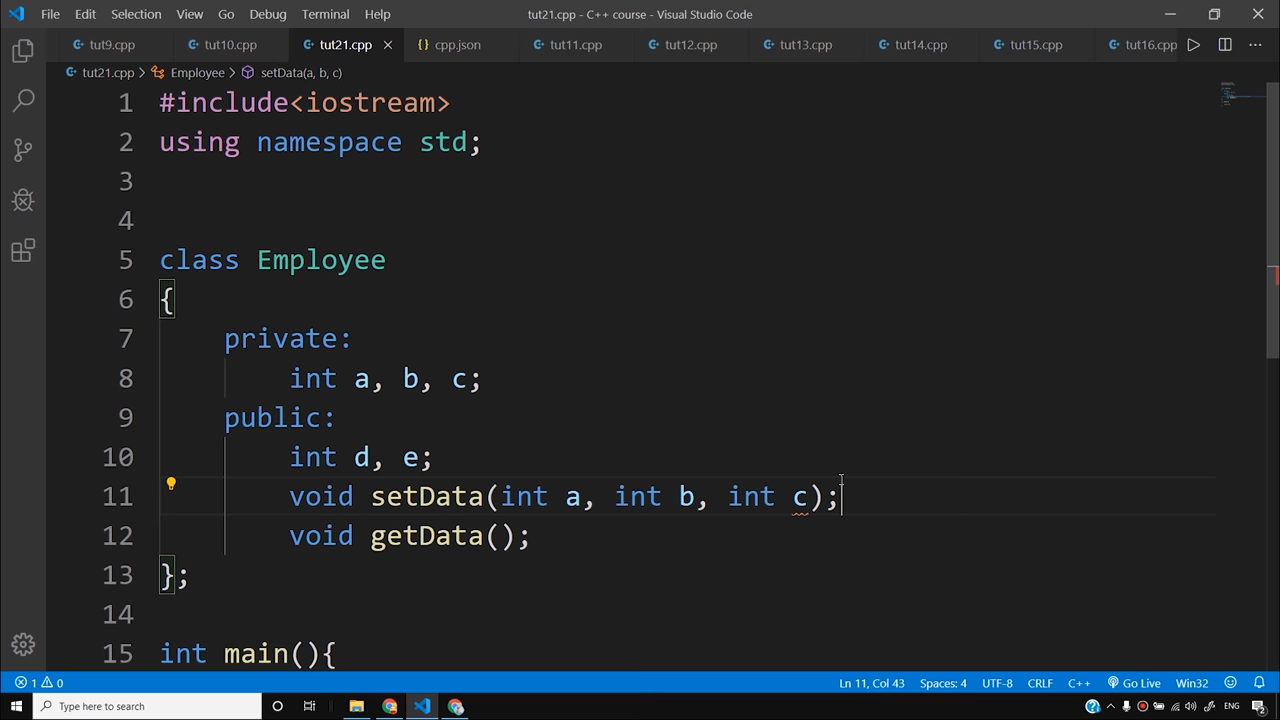 File Edit Selection View Go Debug Terminal Help tut21.cpp - C++ course - Visual Studio Code
tut9.cpp tut10.cpp tut21.cpp cpp.json tut11.cpp tut12.cpp tut13.cpp tut14.cpp tut15.cpp tut16.cpp
tut21.cpp > Employee > setData(a, b, c)
1 #include<iostream>
2 using namespace std;
3
4
5 class Employee
6 {
7 private:
8 int a, b, c;
9 public:
10 int d, e;
11 void setData(int a, int b, int c);
12 void getData();
13 };
14
15 int main(){
1 0 Ln 11, Col 43 Spaces: 4 UTF-8 CRLF C++ Go Live Win32
Type here to search ENG 2